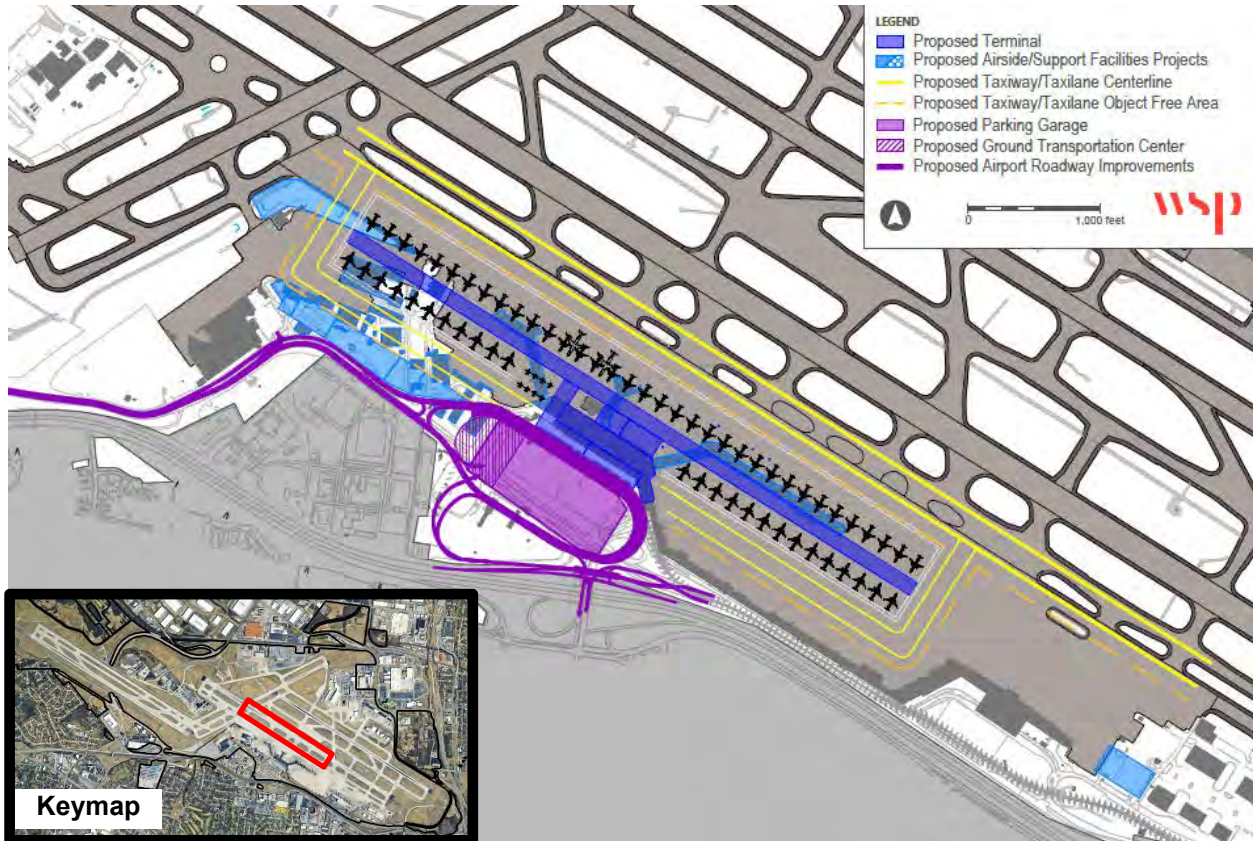 LEGEND
Proposed Terminal
Proposed Airside/Support Facilities Projects
Proposed Taxiway/Taxilane Centerline
Proposed Taxiway/Taxilane Object Free Area
Proposed Parking Garage
Proposed Ground Transportation Center
Proposed Airport Roadway Improvements
0 1,000 feet
wsp
Keymap